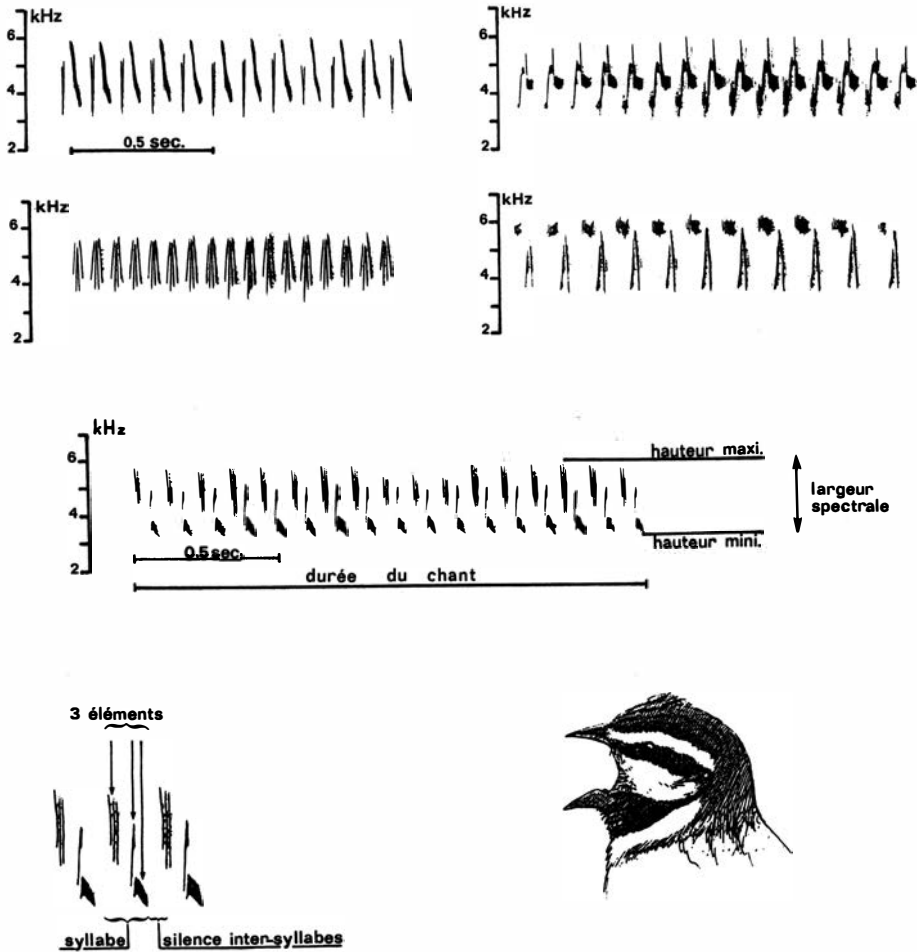 kHz
6
4
2
0,5 sec.
kHz
6
4
2
kHz
6
4
2
kHz
6
4
2
kHz
6
4
2
hauteur maxi.
largeur
spectrale
hauteur mini.
0,5 sec.
durée du chant
3 éléments
syllabe
silence inter-syllabes